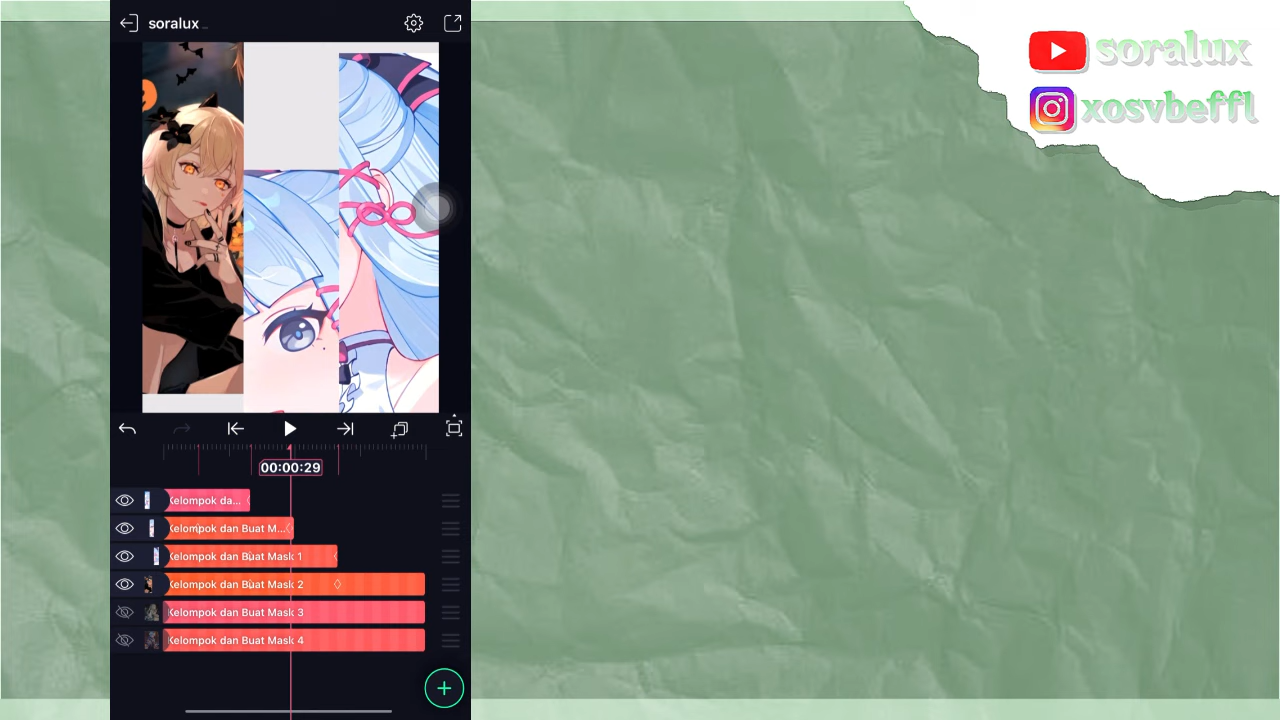 soralux
soralux
xosvbeffl
00:00:29
Kelompok da...
Kelompok dan Buat M...
Kelompok dan Buat Mask 1
Kelompok dan Buat Mask 2
Kelompok dan Buat Mask 3
Kelompok dan Buat Mask 4